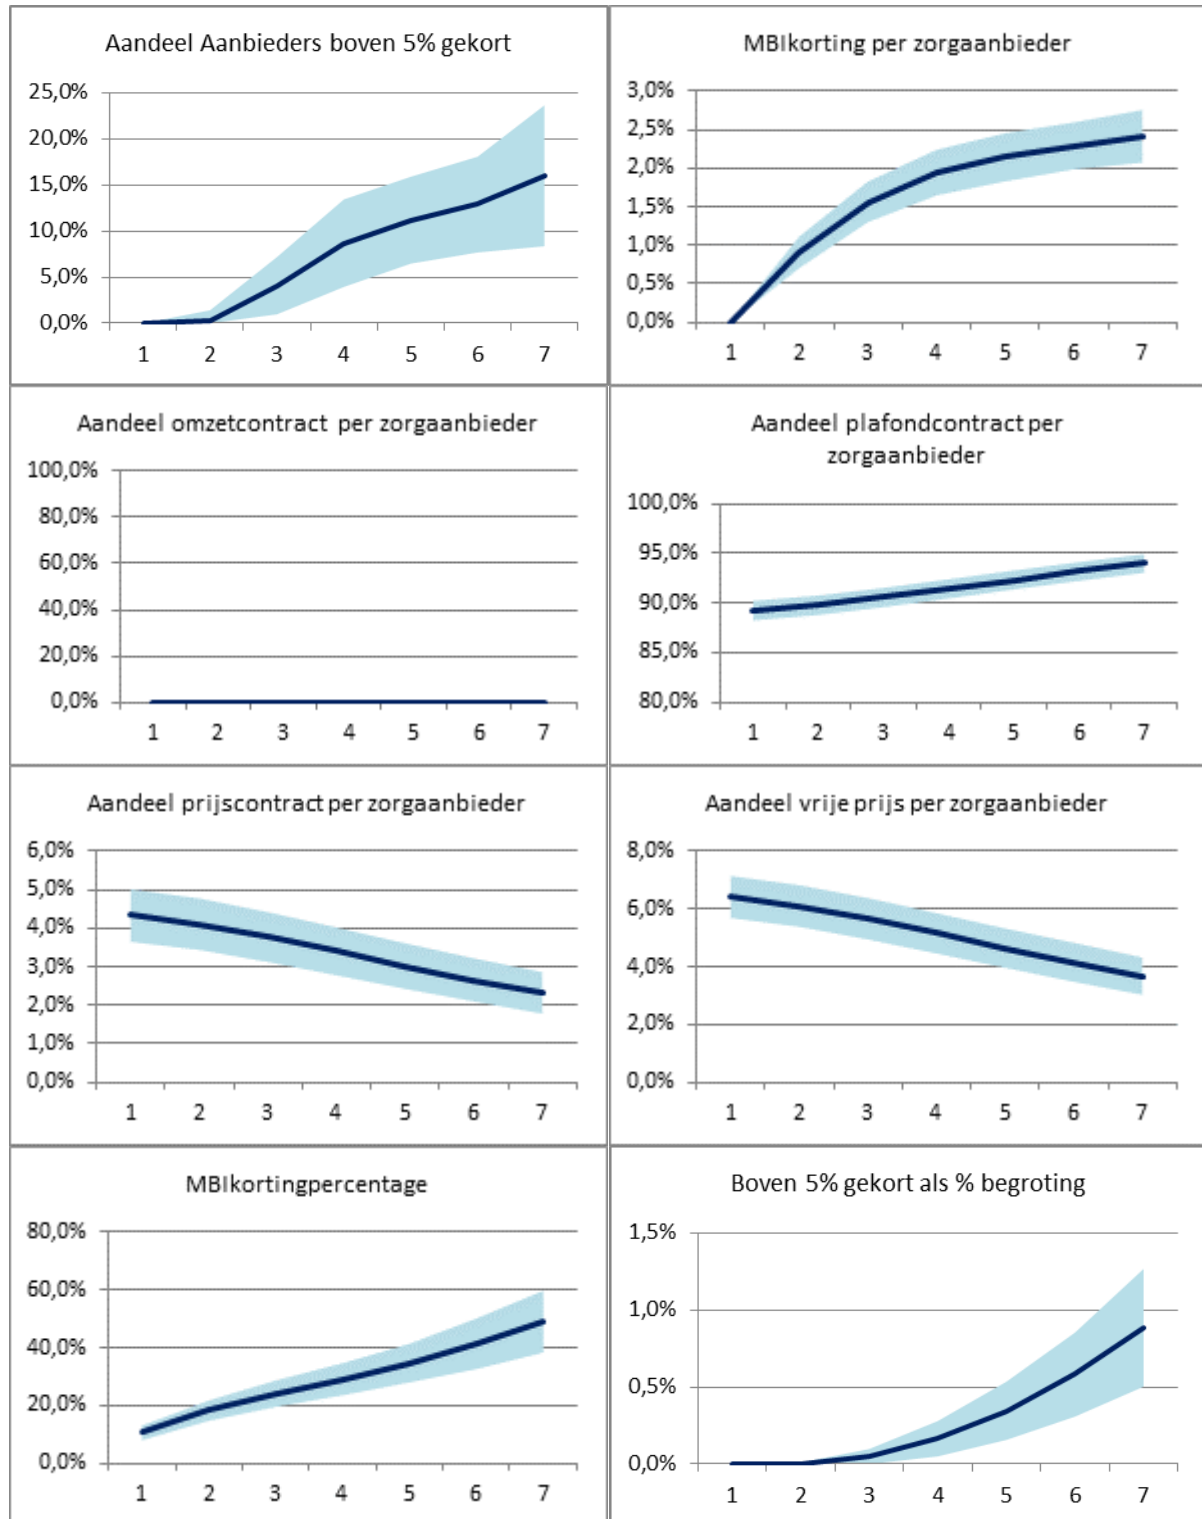 Aandeel Aanbieders boven 5% gekort
25,0%
20,0%
15,0%
10,0%
5,0%
0,0%
1 2 3 4 5 6 7
MBIkorting per zorgaanbieder
3,0%
2,5%
2,0%
1,5%
1,0%
0,5%
0,0%
1 2 3 4 5 6 7
Aandeel omzetcontract per zorgaanbieder
100,0%
80,0%
60,0%
40,0%
20,0%
0,0%
1 2 3 4 5 6 7
Aandeel plafondcontract per
zorgaanbieder
100,0%
95,0%
90,0%
85,0%
80,0%
1 2 3 4 5 6 7
Aandeel prijscontract per zorgaanbieder
6,0%
5,0%
4,0%
3,0%
2,0%
1,0%
0,0%
1 2 3 4 5 6 7
Aandeel vrije prijs per zorgaanbieder
8,0%
6,0%
4,0%
2,0%
0,0%
1 2 3 4 5 6 7
MBIkortingpercentage
80,0%
60,0%
40,0%
20,0%
0,0%
1 2 3 4 5 6 7
Boven 5% gekort als % begroting
1,5%
1,0%
0,5%
0,0%
1 2 3 4 5 6 7